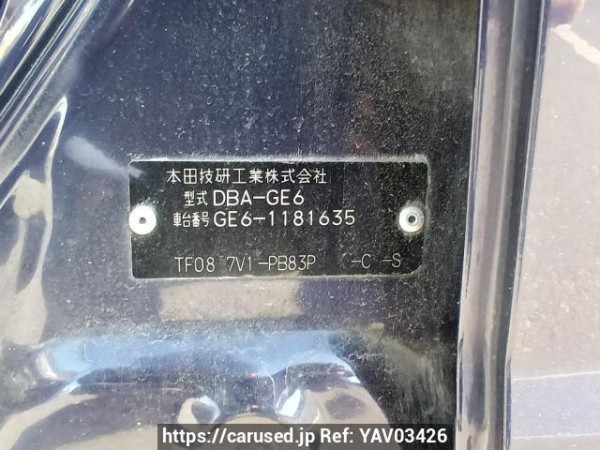 本田技研工業株式会社
型式 DBA-GE6
車台番号 GE6-1181635
TF08 7V1-PB83P -C -S
https://carused.jp Ref: YAV03426